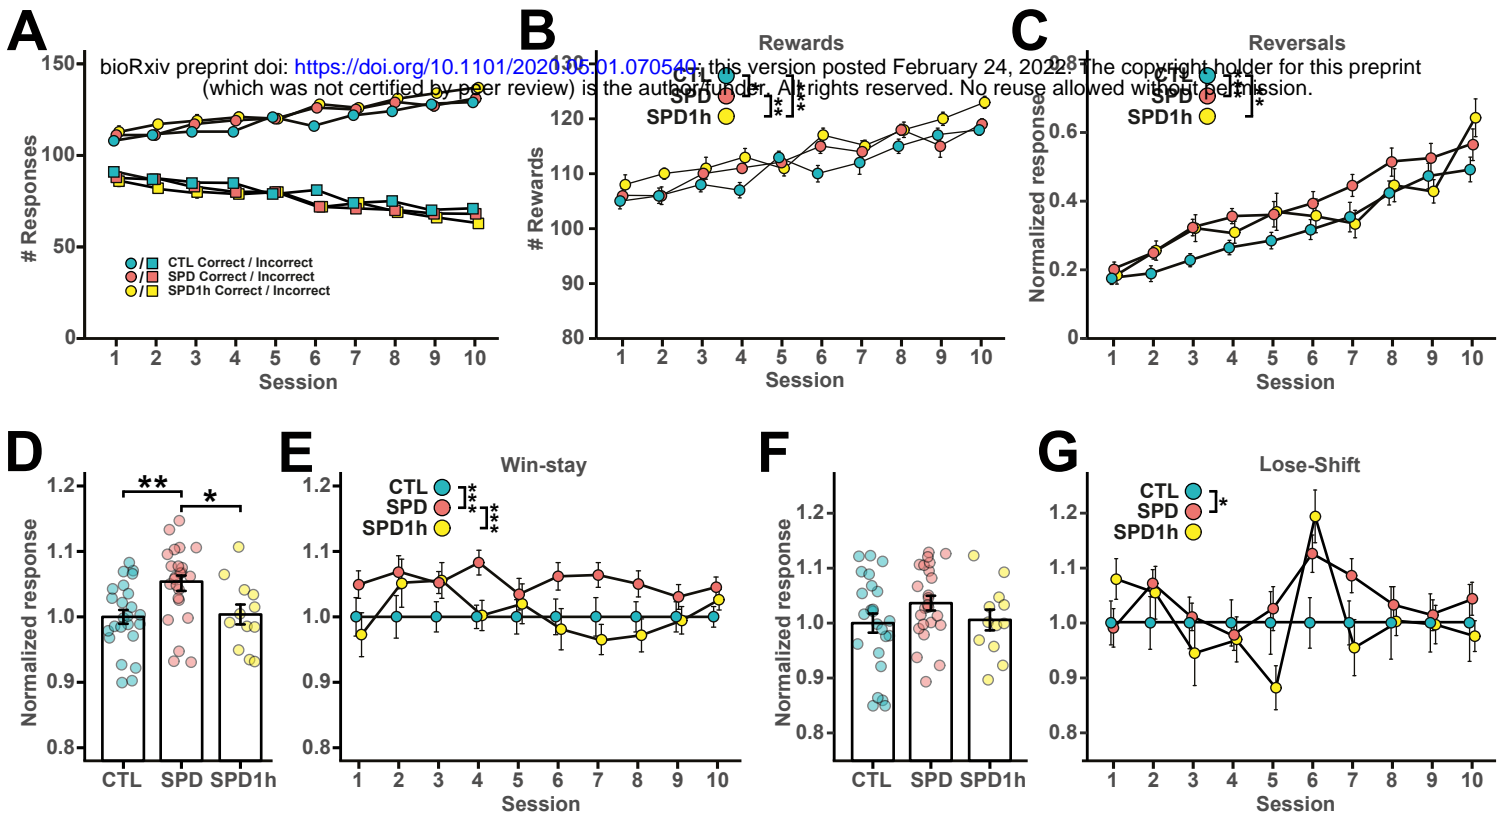 A
B
C
Rewards
Reversals
bioRxiv preprint doi: https://doi.org/10.1101/2020.05.01.070540; this version posted February 24, 2022. The copyright holder for this preprint
(which was not certified by peer review) is the author/funder. All rights reserved. No reuse allowed without permission.
150
100
50
0
# Responses
CTL Correct / Incorrect
SPD Correct / Incorrect
SPD1h Correct / Incorrect
1 2 3 4 5 6 7 8 9 10
Session
130
120
110
100
90
80
# Rewards
CTL
SPD
SPD1h
*
**
***
1 2 3 4 5 6 7 8 9 10
Session
0.8
0.6
0.4
0.2
0
Normalized response
CTL
SPD
SPD1h
1 2 3 4 5 6 7 8 9 10
Session
D
E
F
G
1.2
1.1
1.0
0.9
0.8
Normalized response
**
*
CTL SPD SPD1h
Win-stay
1.2
1.1
1.0
0.9
0.8
CTL
SPD
SPD1h
***
***
1 2 3 4 5 6 7 8 9 10
Session
1.2
1.1
1.0
0.9
0.8
Normalized response
CTL SPD SPD1h
Lose-Shift
1.2
1.1
1.0
0.9
0.8
CTL
SPD
SPD1h
*
1 2 3 4 5 6 7 8 9 10
Session